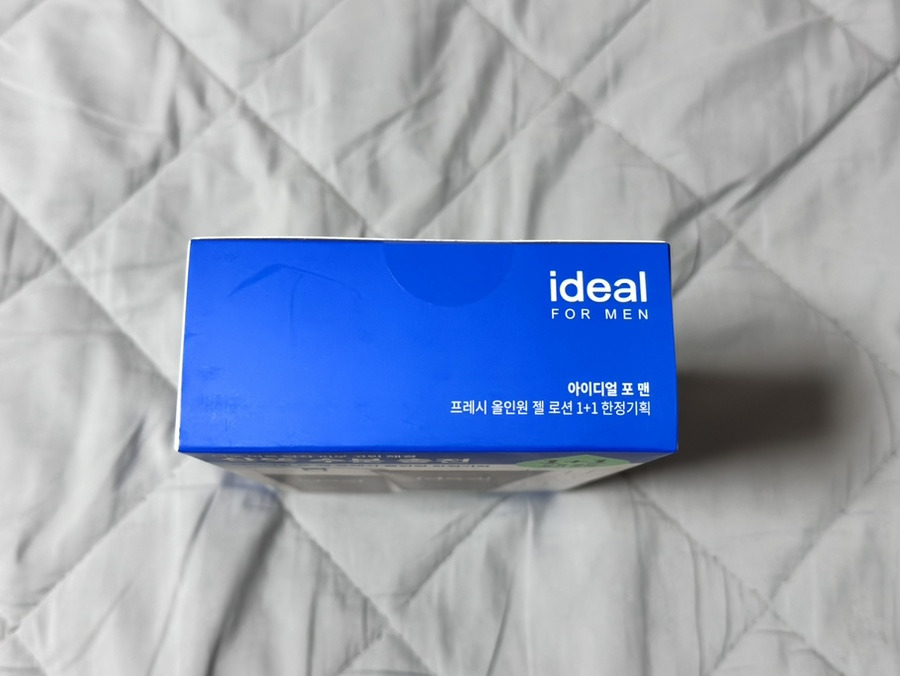 ideal
FOR MEN
아이디얼 포 맨
프레시 올인원 젤 로션 1+1 한정기획